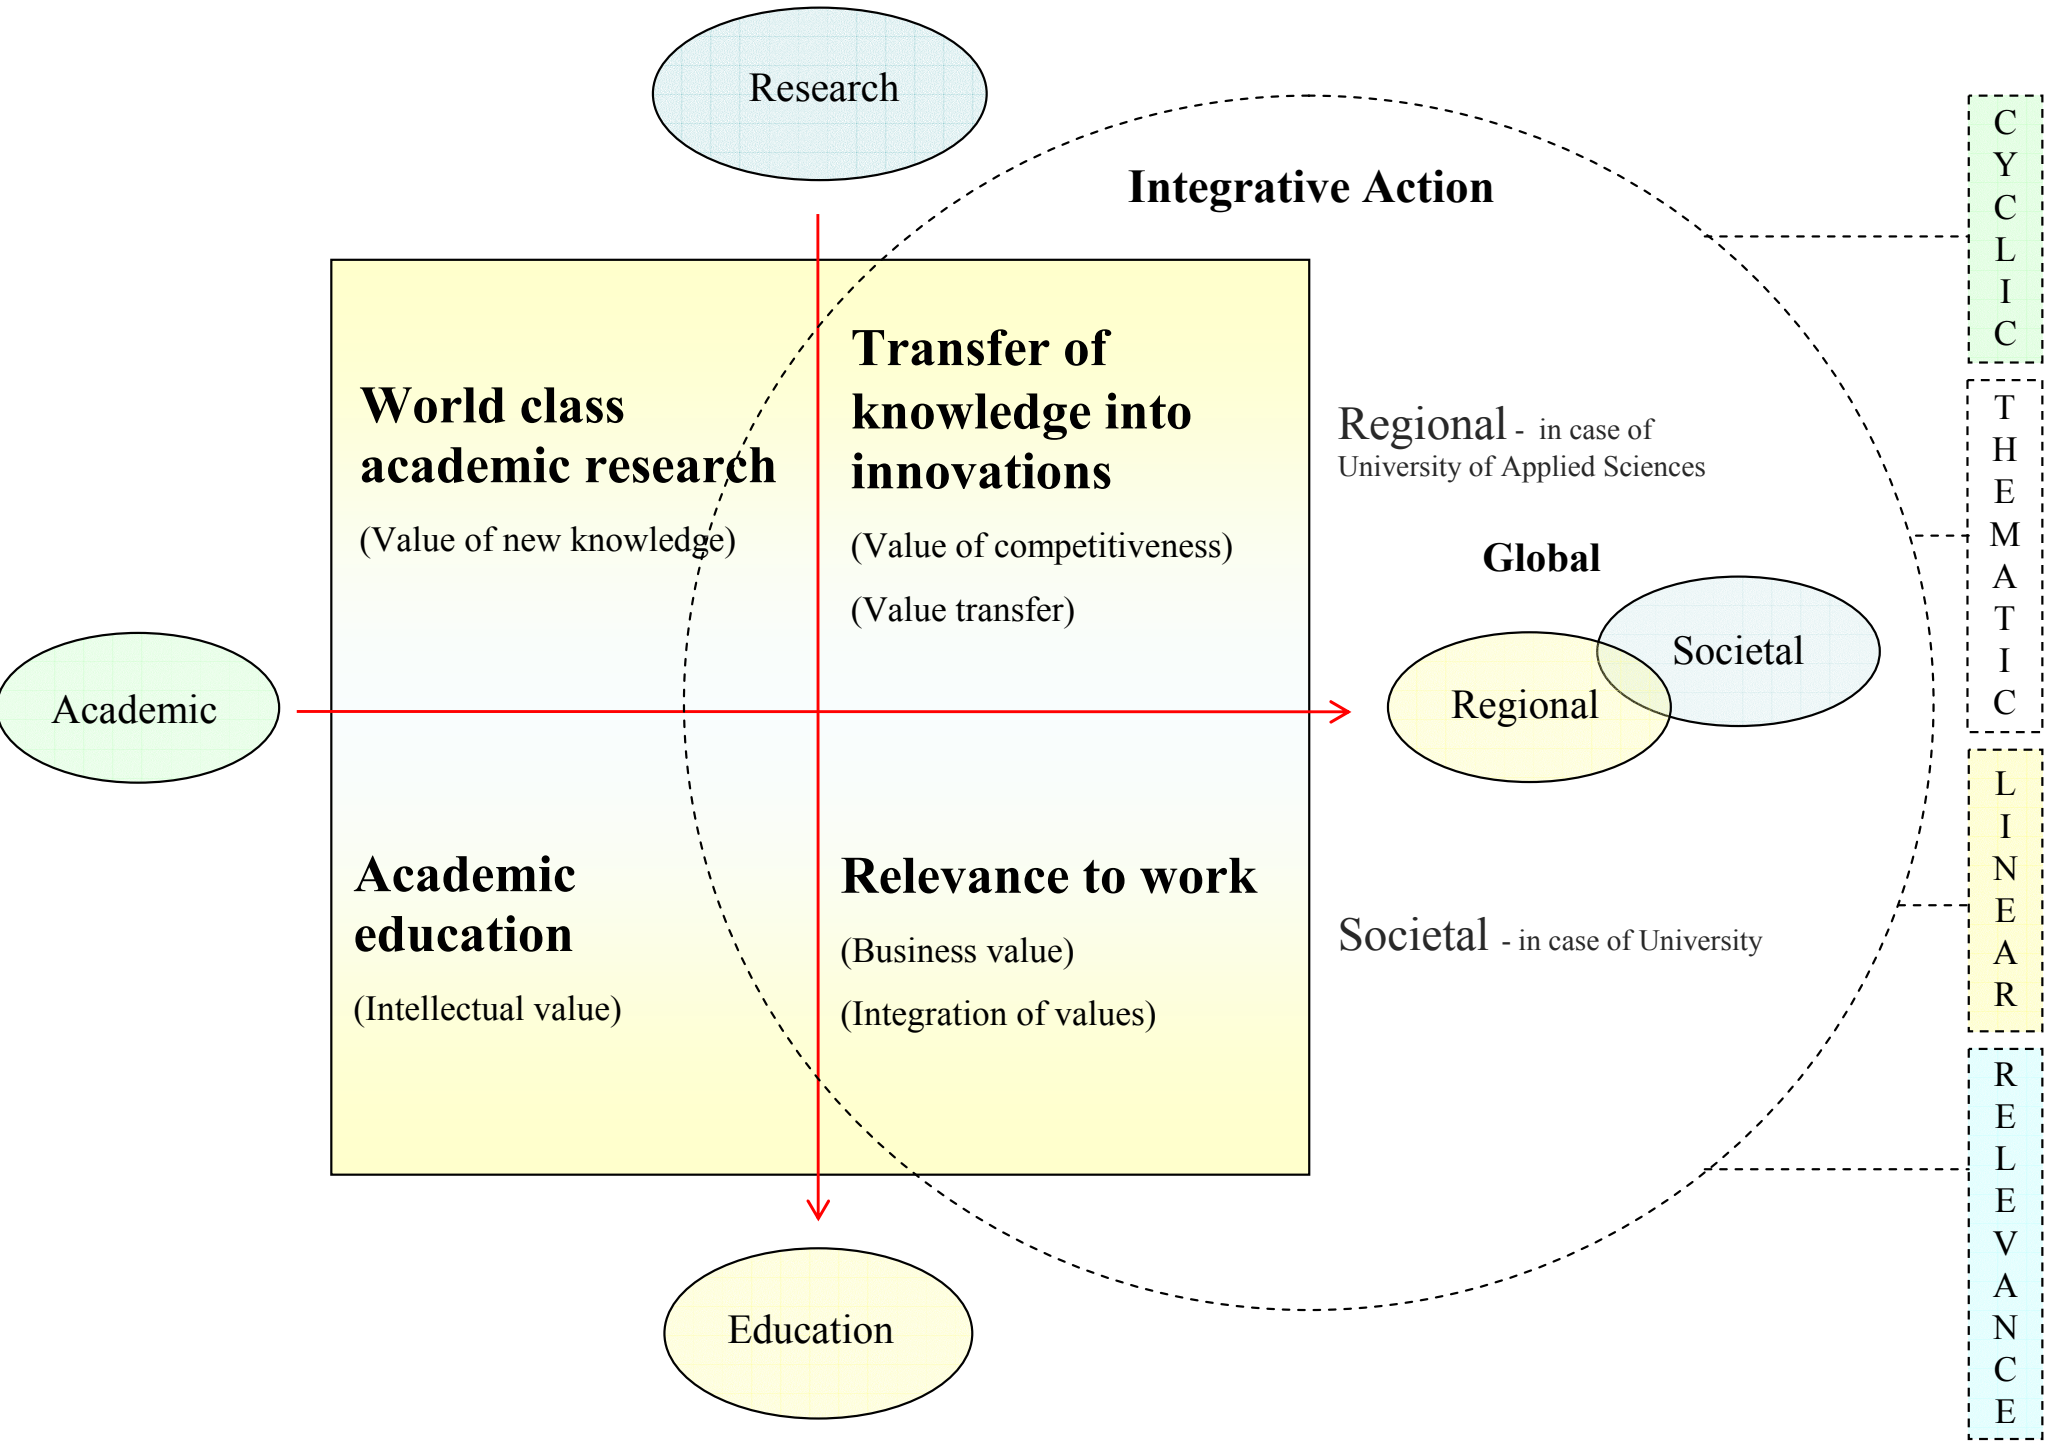 Research
Integrative Action
World class
academic research
(Value of new knowledge)
Transfer of
knowledge into
innovations
(Value of competitiveness)
(Value transfer)
Regional - in case of
University of Applied Sciences
Global
Societal
Regional
Academic
Academic
education
(Intellectual value)
Relevance to work
(Business value)
(Integration of values)
Societal - in case of University
Education
CYCLIC
THEMATIC
LINEAR
RELEVANCE